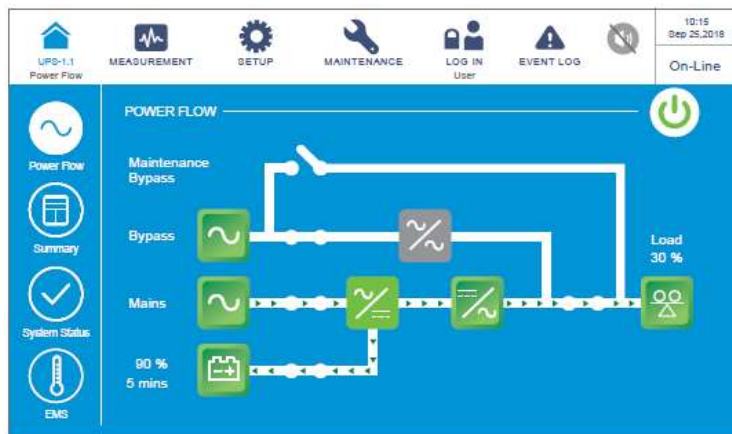 UPS-1.1
Power Flow
MEASUREMENT
SETUP
MAINTENANCE
LOG IN
User
EVENT LOG
10:15
Sep 25,2018
On-Line
POWER FLOW
Power Flow
Summary
System Status
EMS
Maintenance
Bypass
Bypass
Mains
90 %
5 mins
Load
30 %